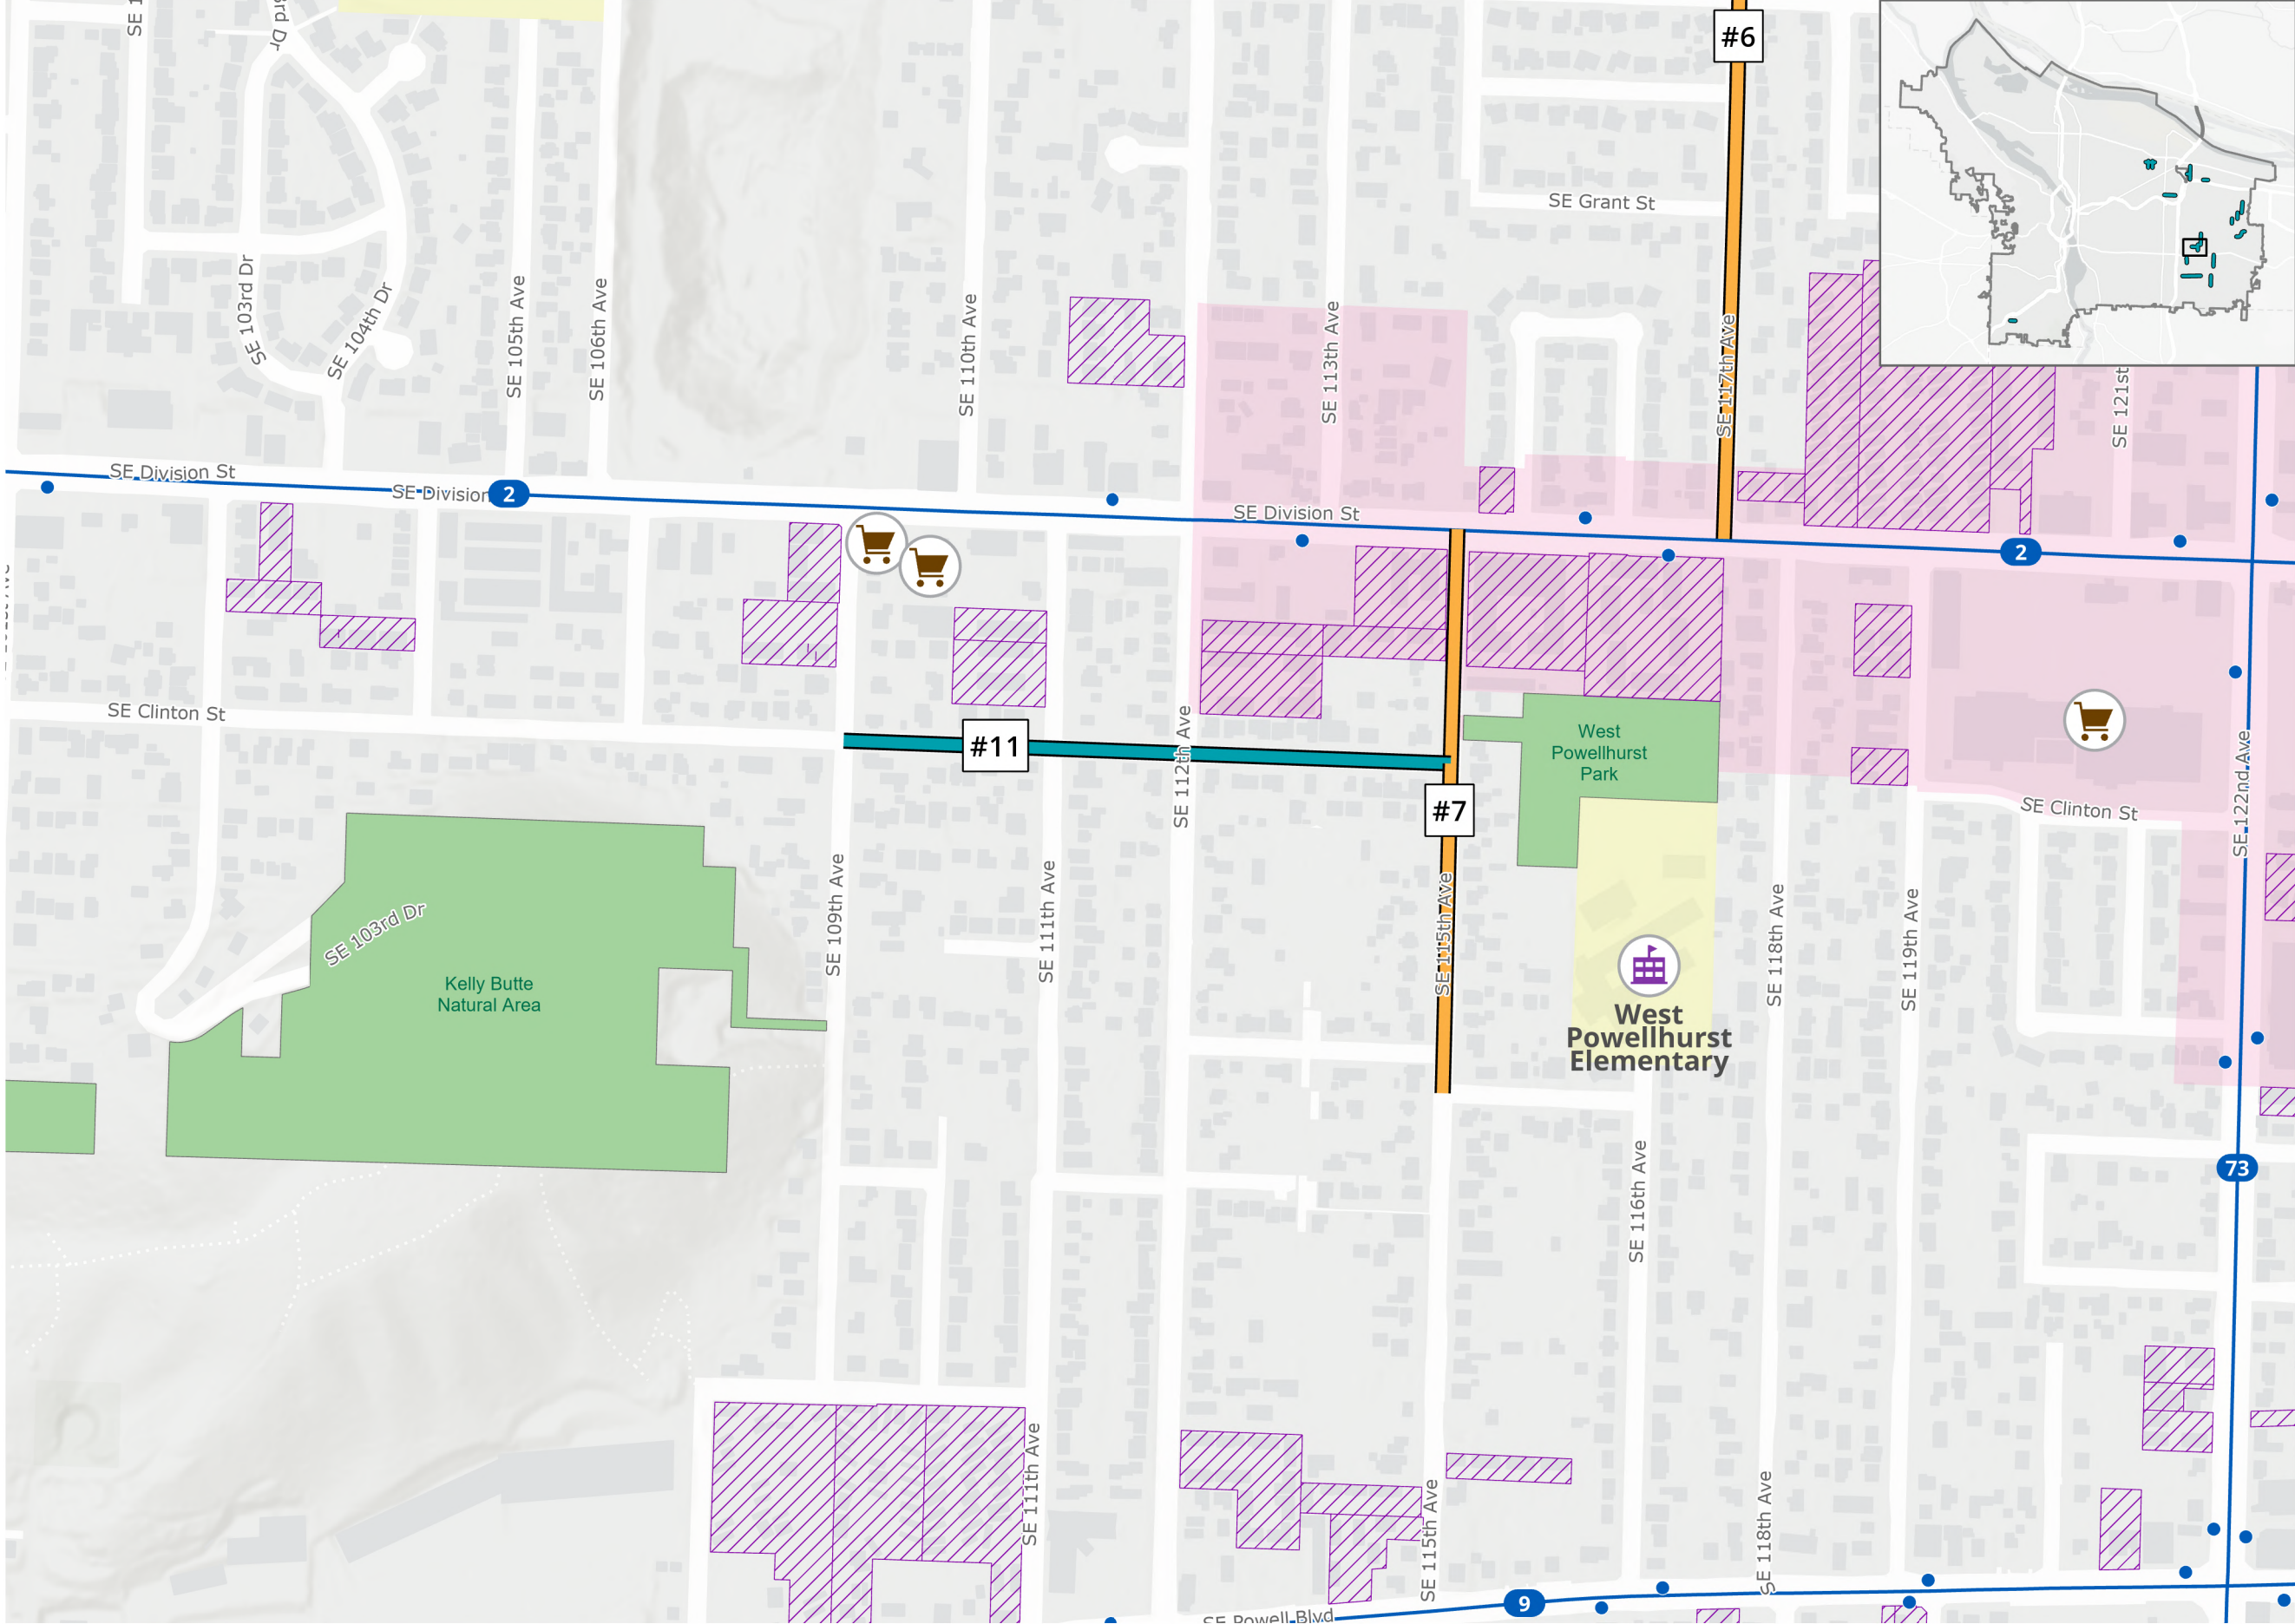 SE 1
3rd Dr
#6
SE Grant St
SE 103rd Dr
SE 104th Dr
SE 105th Ave
SE 106th Ave
SE 110th Ave
SE 113th Ave
SE 117th Ave
SE 121st
SE Division St
SE Division
2
SE Division St
2
SE Clinton St
#11
SE 112th Ave
West
Powellhurst
Park
#7
SE Clinton St
SE 122nd Ave
SE 103rd Dr
Kelly Butte
Natural Area
SE 109th Ave
SE 111th Ave
SE 115th Ave
West
Powellhurst
Elementary
SE 118th Ave
SE 119th Ave
SE 116th Ave
73
SE 111th Ave
SE 115th Ave
SE 118th Ave
SE Powell Blvd
9